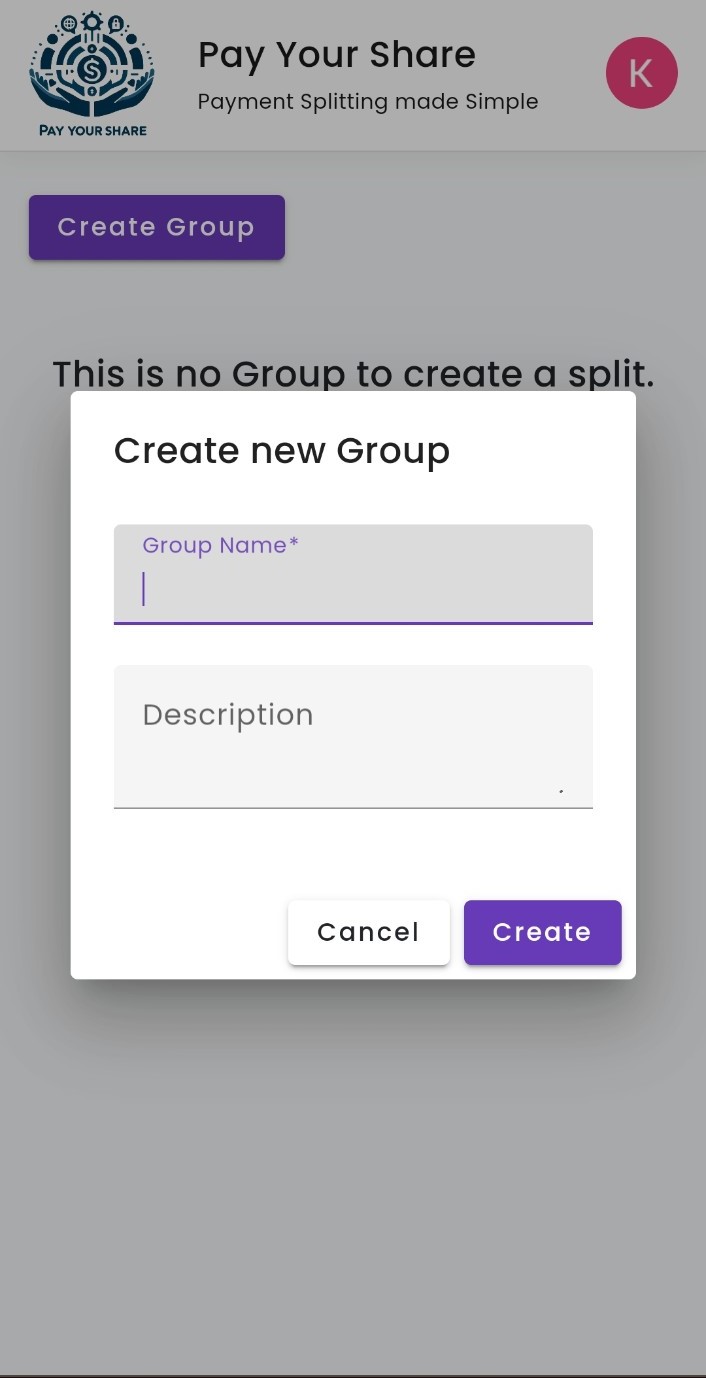 Pay Your Share
Payment Splitting made Simple
K
PAY YOUR SHARE
Create Group
This is no Group to create a split.
Create new Group
Group Name*
Description
Cancel
Create